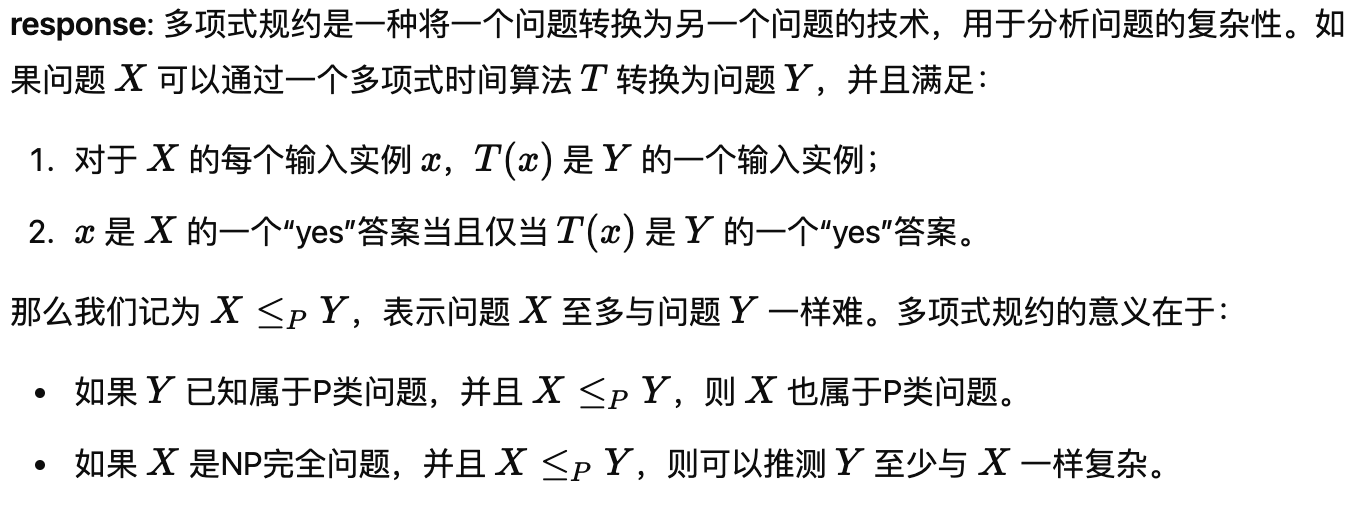 response: 多项式规约是一种将一个问题转换为另一个问题的技术，用于分析问题的复杂性。如
果问题 X 可以通过一个多项式时间算法 T 转换为问题 Y，并且满足：
1. 对于 X 的每个输入实例 x，T(x) 是 Y 的一个输入实例；
2. x 是 X 的一个“yes”答案当且仅当 T(x) 是 Y 的一个“yes”答案。
那么我们记为 X ≤P Y，表示问题 X 至多与问题 Y 一样难。多项式规约的意义在于：
• 如果 Y 已知属于P类问题，并且 X ≤P Y，则 X 也属于P类问题。
• 如果 X 是NP完全问题，并且 X ≤P Y，则可以推测 Y 至少与 X 一样复杂。